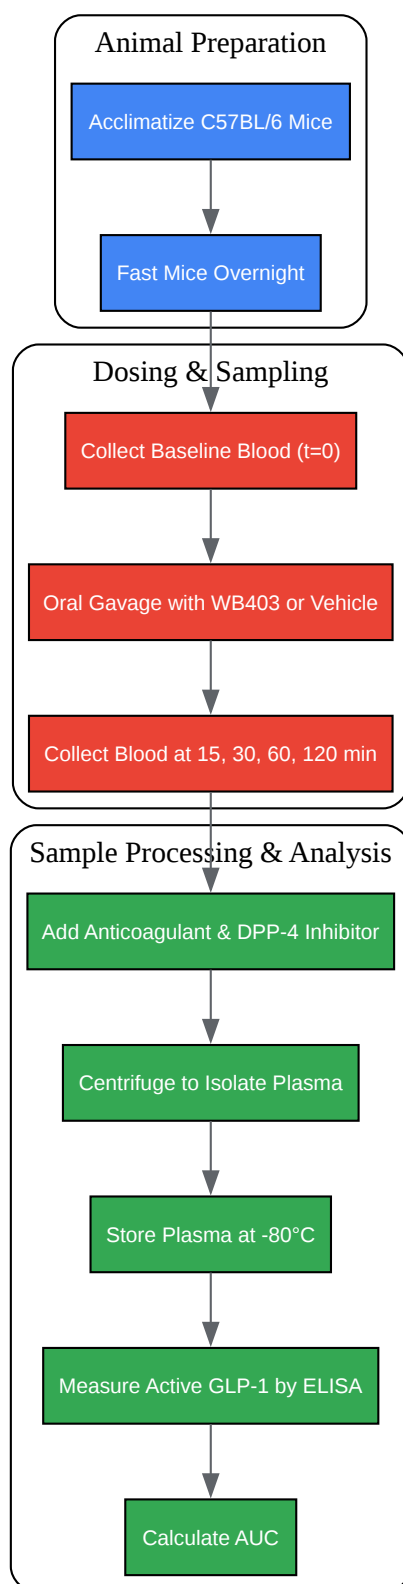 Animal Preparation
Acclimatize C57BL/6 Mice
Fast Mice Overnight
Dosing & Sampling
Collect Baseline Blood (t=0)
Oral Gavage with WB403 or Vehicle
Collect Blood at 15, 30, 60, 120 min
Sample Processing & Analysis
Add Anticoagulant & DPP-4 Inhibitor
Centrifuge to Isolate Plasma
Store Plasma at -80°C
Measure Active GLP-1 by ELISA
Calculate AUC